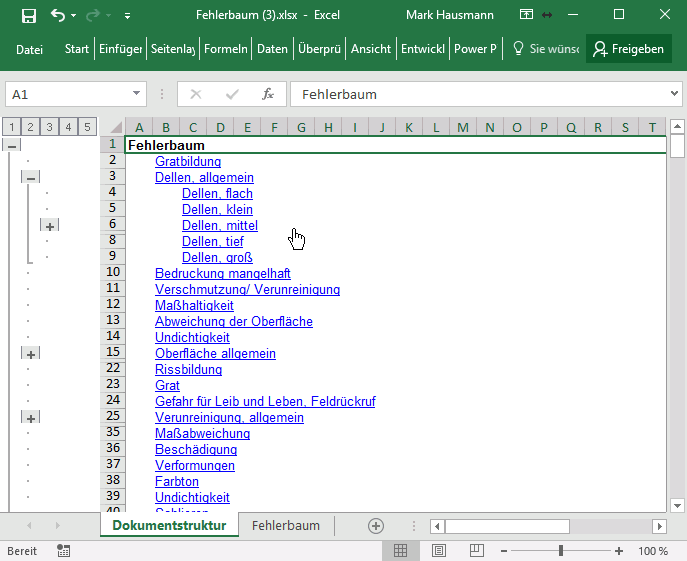 Fehlerbaum (3).xlsx - Excel
Mark Hausmann
Datei Start Einfüger Seitenlay Formeln Daten Überprü Ansicht Entwickl Power P Sie wüns Freigeben
A1 fx Fehlerbaum
1 2 3 4 5
A B C D E F G H I J K L M N O P Q R S T
1 Fehlerbaum
2 Gratbildung
3 Dellen, allgemein
4 Dellen, flach
5 Dellen, klein
6 Dellen, mittel
8 Dellen, tief
9 Dellen, groß
10 Bedruckung mangelhaft
11 Verschmutzung/ Verunreinigung
12 Maßhaltigkeit
13 Abweichung der Oberfläche
14 Undichtigkeit
15 Oberfläche allgemein
22 Rissbildung
23 Grat
24 Gefahr für Leib und Leben, Feldrückruf
25 Verunreinigung, allgemein
35 Maßabweichung
36 Beschädigung
37 Verformungen
38 Farbton
39 Undichtigkeit
40 Schlieren
Dokumentstruktur Fehlerbaum
Bereit 100 %